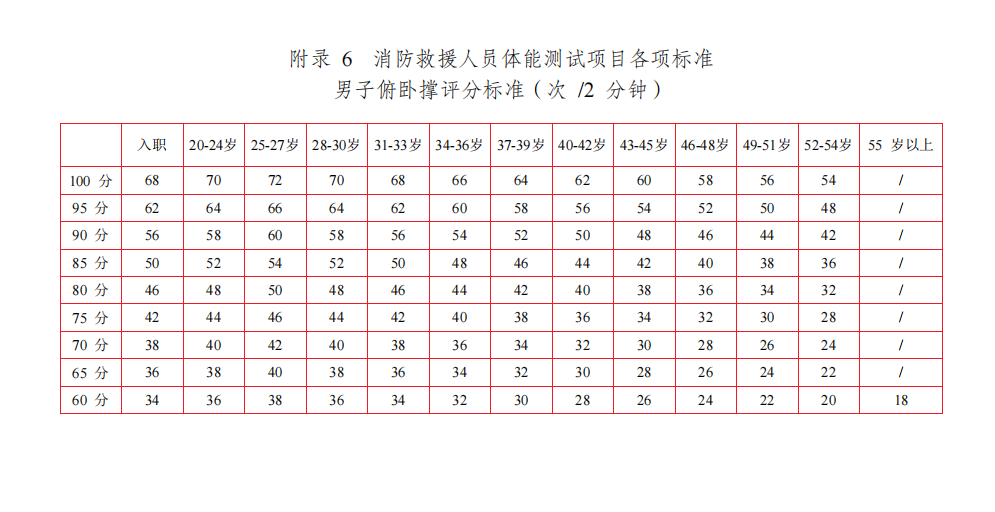 附录 6 消防救援人员体能测试项目各项标准
男子俯卧撑评分标准（次 /2 分钟）
入职 20-24岁 25-27岁 28-30岁 31-33岁 34-36岁 37-39岁 40-42岁 43-45岁 46-48岁 49-51岁 52-54岁 55 岁以上
100 分 68 70 72 70 68 66 64 62 60 58 56 54 /
95 分 62 64 66 64 62 60 58 56 54 52 50 48 /
90 分 56 58 60 58 56 54 52 50 48 46 44 42 /
85 分 50 52 54 52 50 48 46 44 42 40 38 36 /
80 分 46 48 50 48 46 44 42 40 38 36 34 32 /
75 分 42 44 46 44 42 40 38 36 34 32 30 28 /
70 分 38 40 42 40 38 36 34 32 30 28 26 24 /
65 分 36 38 40 38 36 34 32 30 28 26 24 22 /
60 分 34 36 38 36 34 32 30 28 26 24 22 20 18